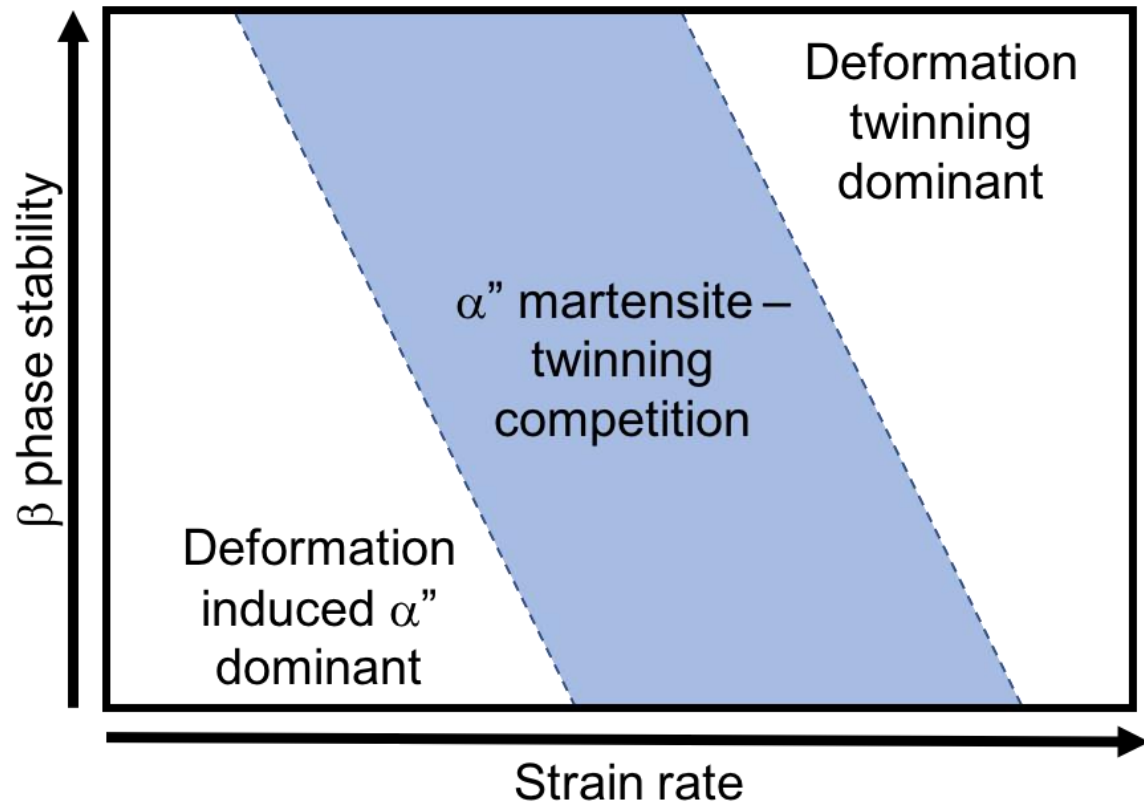 β phase stability
Deformation
twinning
dominant
α” martensite –
twinning
competition
Deformation
induced α”
dominant
Strain rate